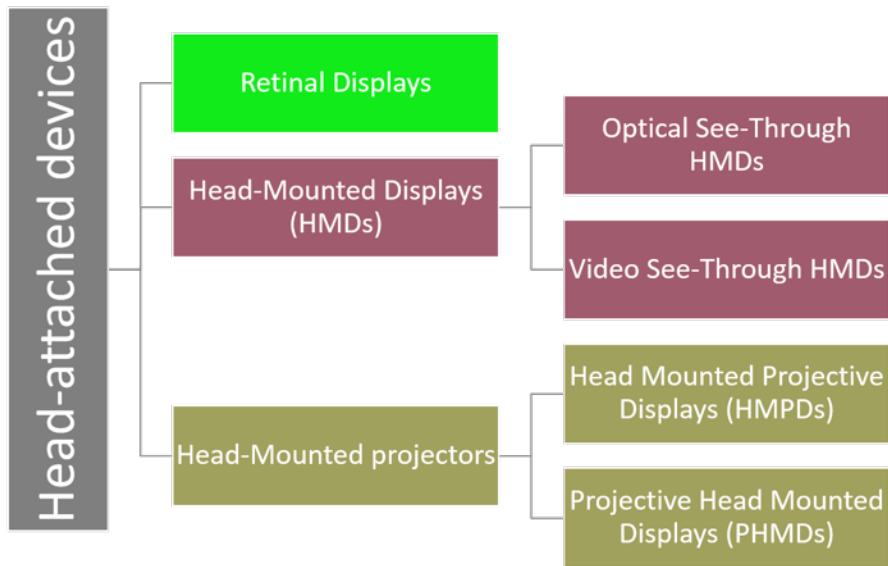 Head-attached devices
Retinal Displays
Head-Mounted Displays
(HMDs)
Optical See-Through
HMDs
Video See-Through HMDs
Head-Mounted projectors
Head Mounted Projective
Displays (HMPDs)
Projective Head Mounted
Displays (PHMDs)